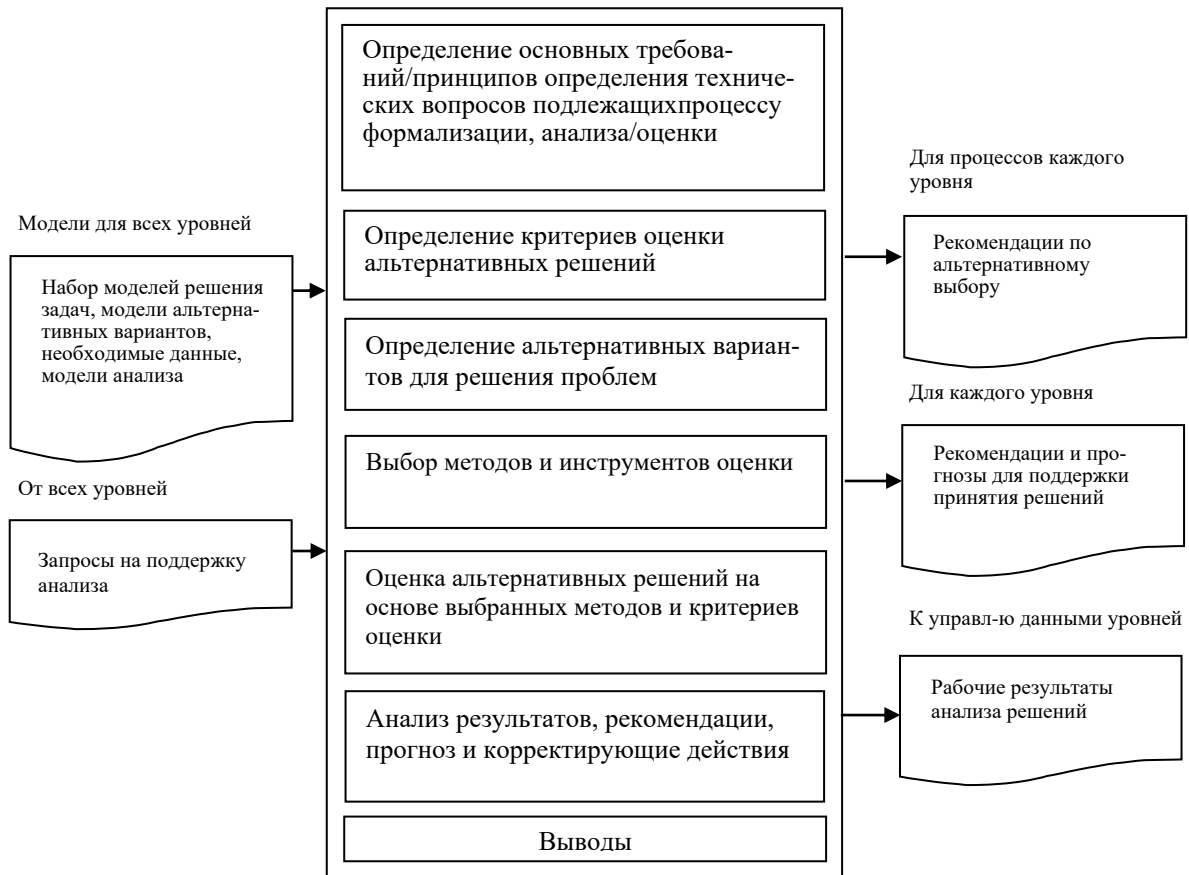 Модели для всех уровней
Набор моделей решения
задач, модели альтерна-
тивных вариантов,
необходимые данные,
модели анализа
От всех уровней
Запросы на поддержку
анализа
Определение основных требова-
ний/принципов определения техниче-
ских вопросов подлежащихпроцессу
формализации, анализа/оценки
Определение критериев оценки
альтернативных решений
Определение альтернативных вариан-
тов для решения проблем
Выбор методов и инструментов оценки
Оценка альтернативных решений на
основе выбранных методов и критериев
оценки
Анализ результатов, рекомендации,
прогноз и корректирующие действия
Выводы
Для процессов каждого
уровня
Рекомендации по
альтернативному
выбору
Для каждого уровня
Рекомендации и про-
гнозы для поддержки
принятия решений
К управл-ю данными уровней
Рабочие результаты
анализа решений